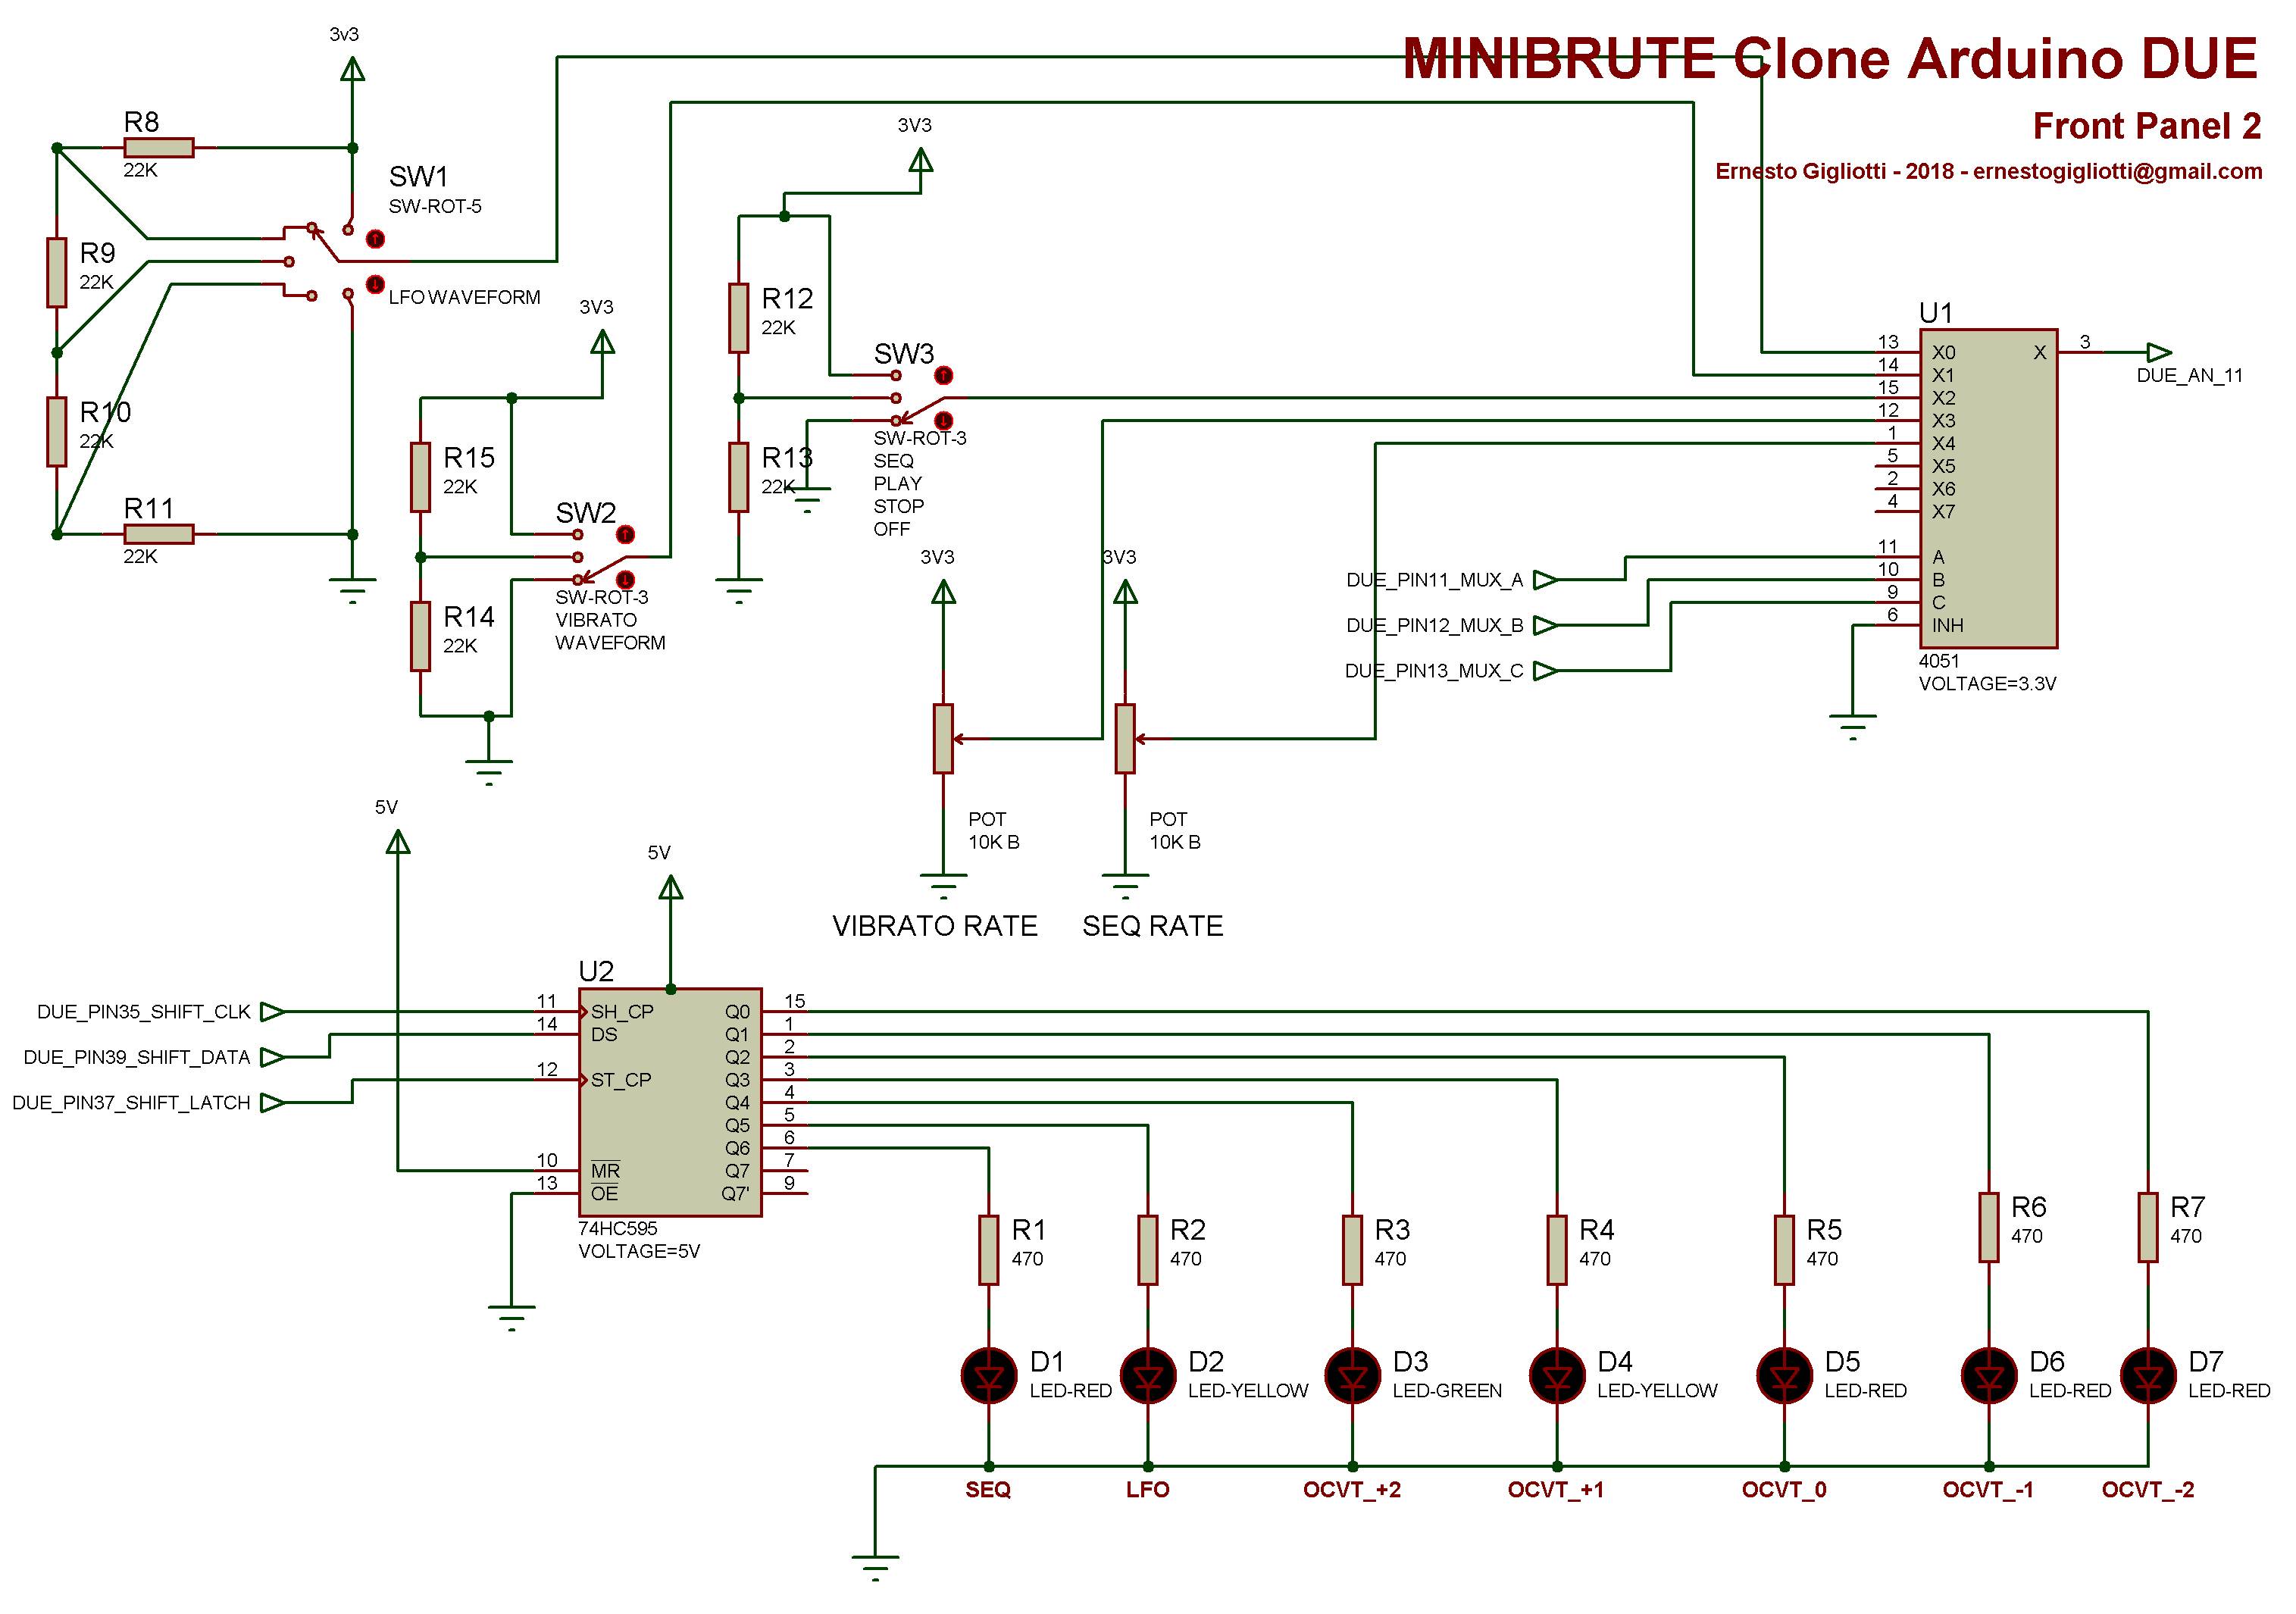 MINIBRUTE Clone Arduino DUE
Front Panel 2
Ernesto Gigliotti - 2018 - ernestogigliotti@gmail.com
3v3
R8
22K
SW1
SW-ROT-5
LFO WAVEFORM
R9
22K
R10
22K
R11
22K
3V3
R15
22K
SW2
SW-ROT-3
VIBRATO
WAVEFORM
R14
22K
3V3
R12
22K
SW3
SW-ROT-3
SEQ
PLAY
STOP
OFF
R13
22K
3V3
POT
10K B
VIBRATO RATE
3V3
POT
10K B
SEQ RATE
U1
13 X0 X 3
14 X1
15 X2
12 X3
1 X4
5 X5
2 X6
4 X7
11 A
10 B
9 C
6 INH
4051
VOLTAGE=3.3V
DUE_AN_11
DUE_PIN11_MUX_A
DUE_PIN12_MUX_B
DUE_PIN13_MUX_C
5V
5V
U2
DUE_PIN35_SHIFT_CLK
DUE_PIN39_SHIFT_DATA
DUE_PIN37_SHIFT_LATCH
11 SH_CP Q0 15
14 DS Q1 1
Q2 2
12 ST_CP Q3 3
Q4 4
Q5 5
Q6 6
10 MR Q7 7
13 OE Q7' 9
74HC595
VOLTAGE=5V
R1
470
R2
470
R3
470
R4
470
R5
470
R6
470
R7
470
D1
LED-RED
D2
LED-YELLOW
D3
LED-GREEN
D4
LED-YELLOW
D5
LED-RED
D6
LED-RED
D7
LED-RED
SEQ
LFO
OCVT_+2
OCVT_+1
OCVT_0
OCVT_-1
OCVT_-2